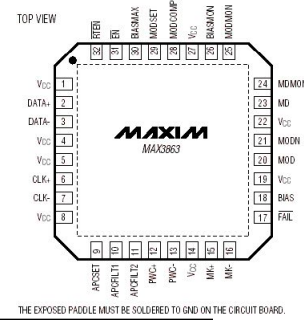 TOP VIEW
RTEN
EN
BIASMAX
MODSET
MODCOMP
VCC
BIASMON
MODMON
32 31 30 29 28 27 26 25
VCC 1
DATA+ 2
DATA- 3
VCC 4
VCC 5
CLK+ 6
CLK- 7
VCC 8
24 MDMON
23 MD
22 VCC
21 MODN
20 MOD
19 VCC
18 BIAS
17 FAIL
MAXIM
MAX3863
9 10 11 12 13 14 15 16
APCSET
APCFILT1
APCFILT2
PWC+
PWC-
VCC
MK+
MK-
THE EXPOSED PADDLE MUST BE SOLDERED TO GND ON THE CIRCUIT BOARD.